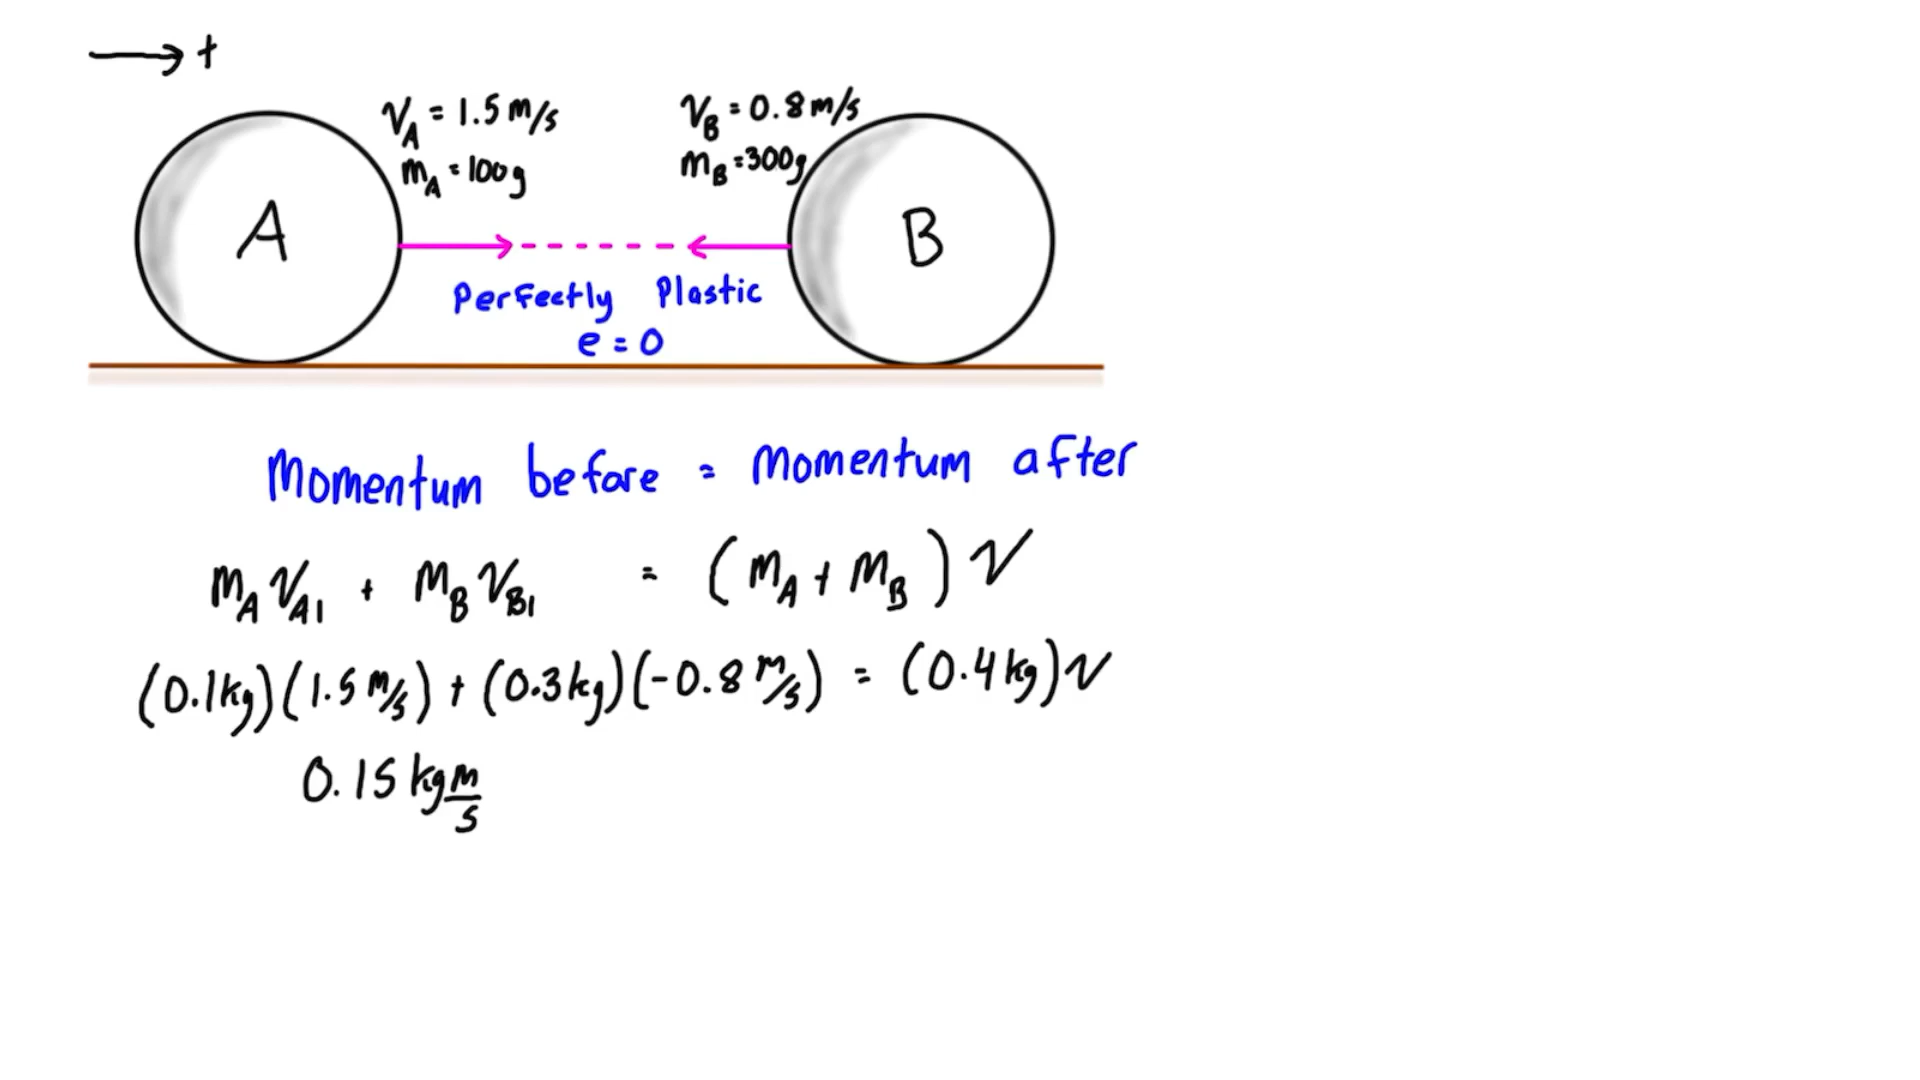 → +
V_A = 1.5 m/s
m_A = 100g
V_B = 0.8 m/s
m_B = 300g
A
B
Perfectly Plastic
e = 0
Momentum before = Momentum after
m_A V_A1 + m_B V_B1 = (m_A + m_B) V
(0.1kg)(1.5 m/s) + (0.3kg)(-0.8 m/s) = (0.4kg) V
0.15 kg m/s